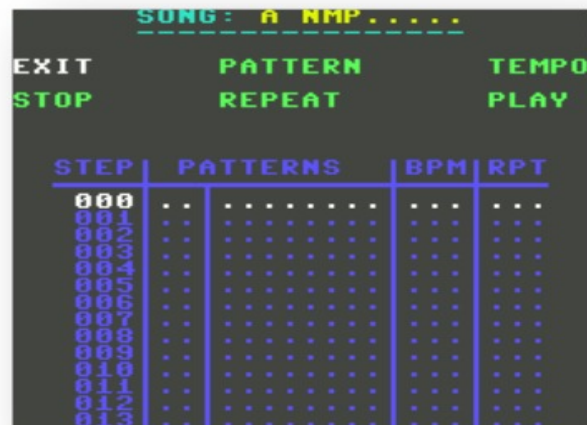 SONG: A NMP.....
EXIT PATTERN TEMPO
STOP REPEAT PLAY
STEP PATTERNS BPM RPT
000 .. ........ ... ...
001 .. ........ ... ...
002 .. ........ ... ...
003 .. ........ ... ...
004 .. ........ ... ...
005 .. ........ ... ...
006 .. ........ ... ...
007 .. ........ ... ...
008 .. ........ ... ...
009 .. ........ ... ...
010 .. ........ ... ...
011 .. ........ ... ...
012 .. ........ ... ...
013 .. ........ ... ...